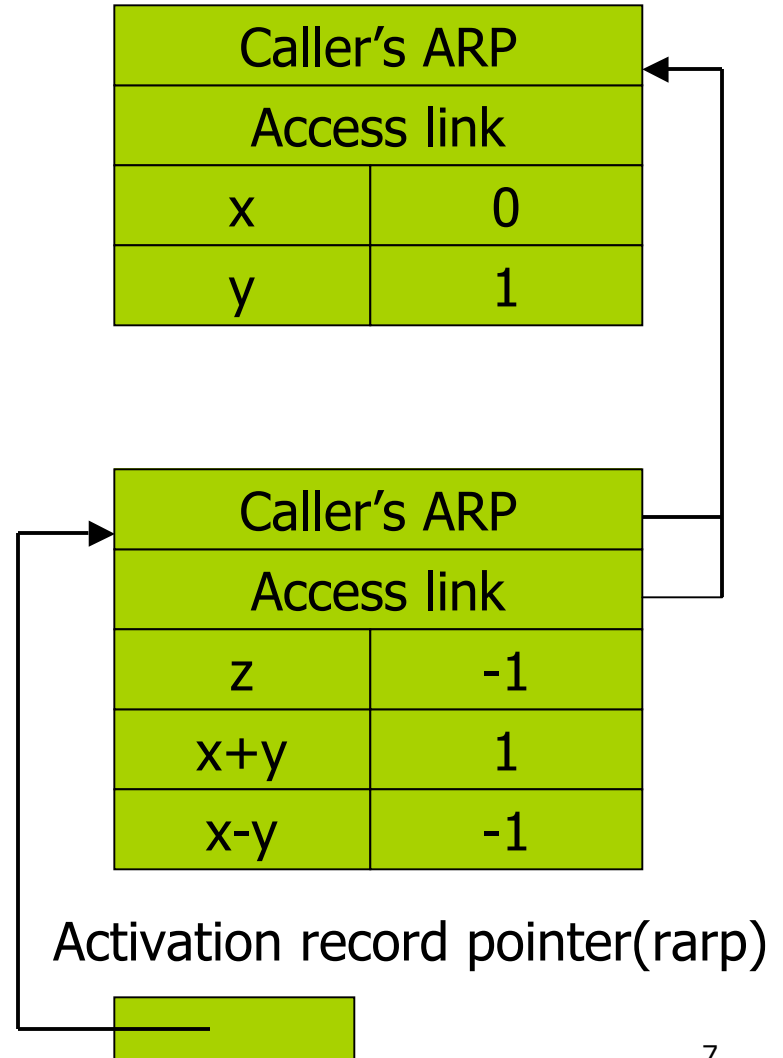 Caller’s ARP
Access link
x 0
y 1
Caller’s ARP
Access link
z -1
x+y 1
x-y -1
Activation record pointer(rarp)
7